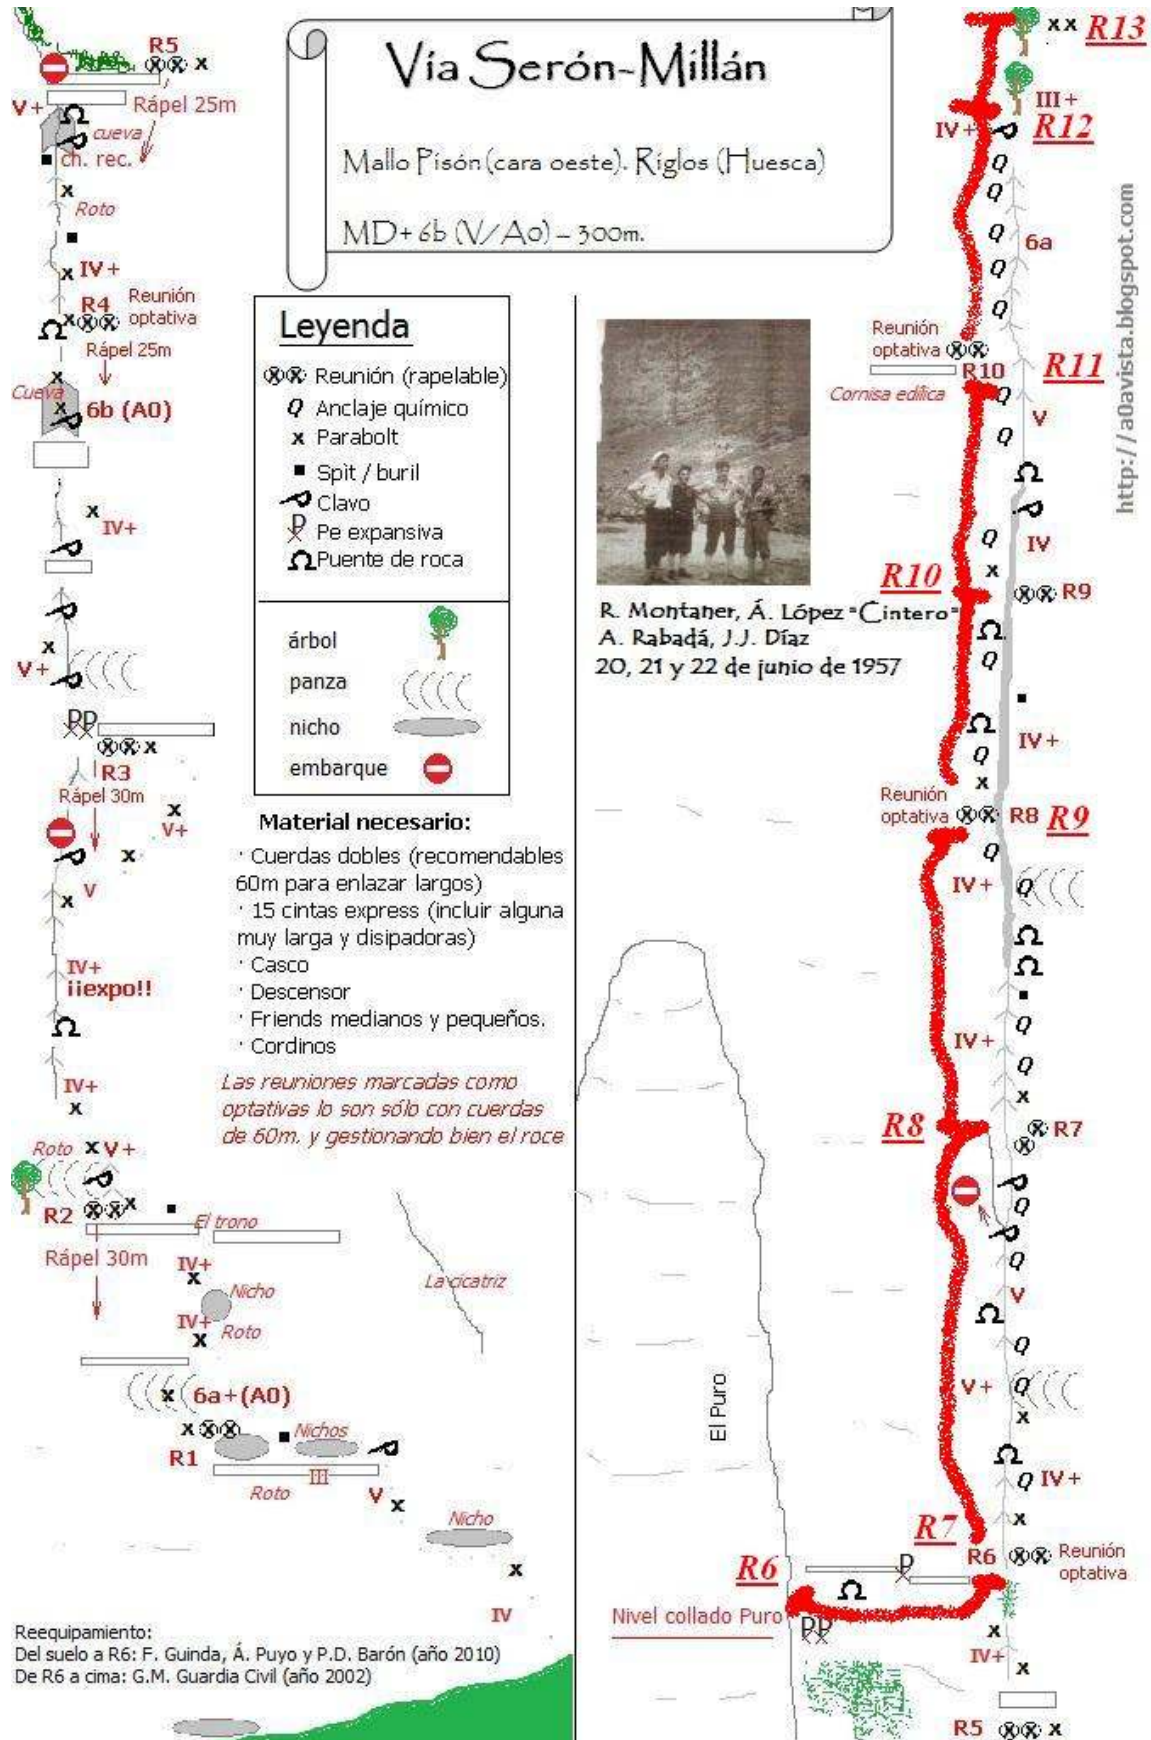 Vía Serón-Millán
Mallo Pisón (cara oeste). Riglos (Huesca)
MD+ 6b (V/A0) – 300m.
R5
x
Rápel 25m
V+
cueva
ch. rec.
x
Roto
x
IV+
R4
Reunión
optativa
x
Rápel 25m
x
Cueva
x
6b (A0)
x
IV+
x
V+
PP
x
R3
Rápel 30m
x
V+
x
V
x
IV+
¡¡expo!!
IV+
x
Roto
x
V+
x
R2
El trono
Rápel 30m
IV+
x
Nicho
IV+
Roto
x
La cicatriz
x
6a+(A0)
x
Nichos
R1
III
Roto
V
x
Nicho
x
IV
Reequipamiento:
Del suelo a R6: F. Guinda, Á. Puyo y P.D. Barón (año 2010)
De R6 a cima: G.M. Guardia Civil (año 2002)
Leyenda
Reunión (rapelable)
Q Anclaje químico
x Parabolt
Spit / buril
Clavo
P Pe expansiva
Ω Puente de roca
árbol
panza
nicho
embarque
Material necesario:
· Cuerdas dobles (recomendables
60m para enlazar largos)
· 15 cintas express (incluir alguna
muy larga y disipadoras)
· Casco
· Descensor
· Friends medianos y pequeños.
· Cordinos
Las reuniones marcadas como
optativas lo son sólo con cuerdas
de 60m. y gestionando bien el roce
R. Montaner, Á. López "Cintero"
A. Rabadá, J.J. Díaz
20, 21 y 22 de junio de 1957
xx R13
III+
IV+
R12
Q
Q
Q
6a
Q
Q
Reunión
optativa
R10
R11
Cornisa edílica
Q
V
Q
Q
IV
x
R10
R9
Q
IV+
Q
x
Reunión
optativa
R8
R9
Q
IV+
Q
Q
IV+
Q
x
R8
R7
Q
Q
V
Q
V+
Q
x
Q
IV+
x
R7
R6
Reunión
optativa
R6
P
Nivel collado Puro
PP
x
IV+
x
R5
x
El Puro
http://a0avista.blogspot.com